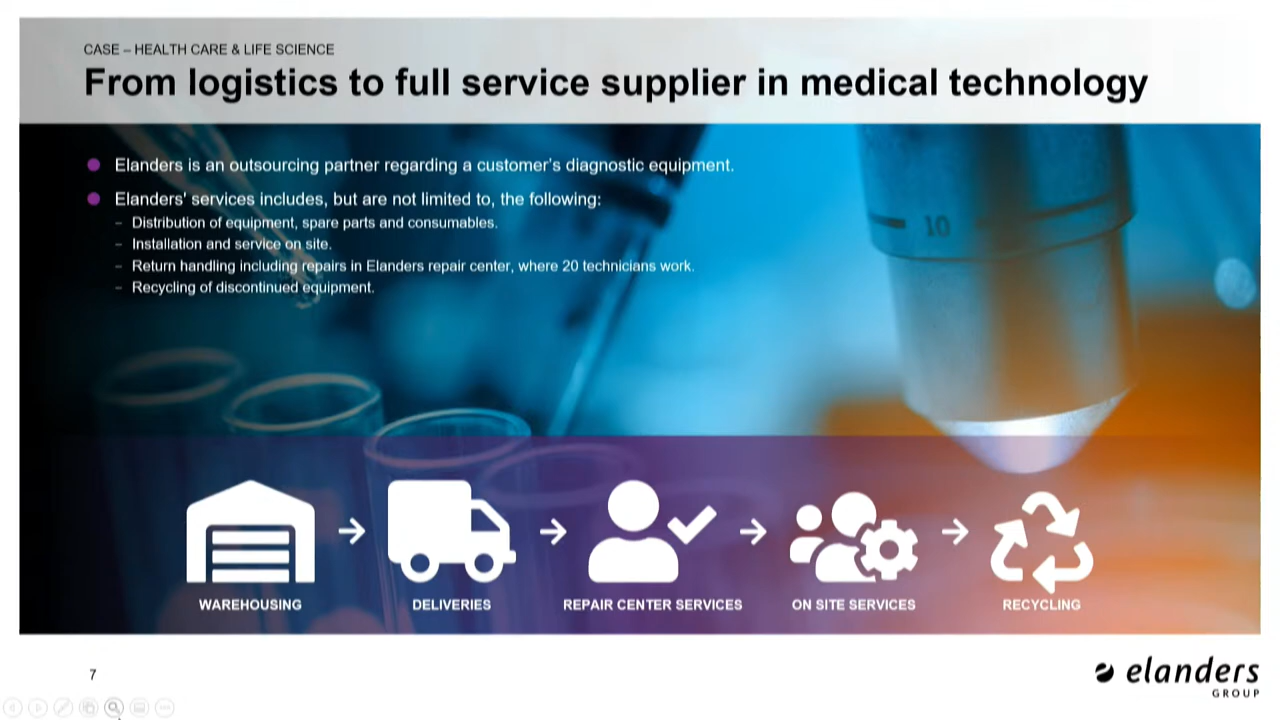 CASE – HEALTH CARE & LIFE SCIENCE
From logistics to full service supplier in medical technology
Elanders is an outsourcing partner regarding a customer's diagnostic equipment.
Elanders' services includes, but are not limited to, the following:
– Distribution of equipment, spare parts and consumables.
– Installation and service on site.
– Return handling including repairs in Elanders repair center, where 20 technicians work.
– Recycling of discontinued equipment.
10
WAREHOUSING
DELIVERIES
REPAIR CENTER SERVICES
ON SITE SERVICES
RECYCLING
7
elanders
GROUP